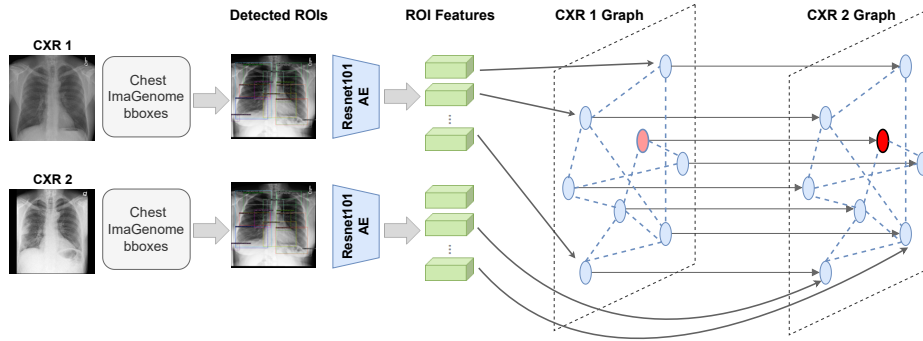 Detected ROIs
ROI Features
CXR 1 Graph
CXR 2 Graph
CXR 1
Chest
ImaGenome
bboxes
Resnet101
AE
CXR 2
Chest
ImaGenome
bboxes
Resnet101
AE